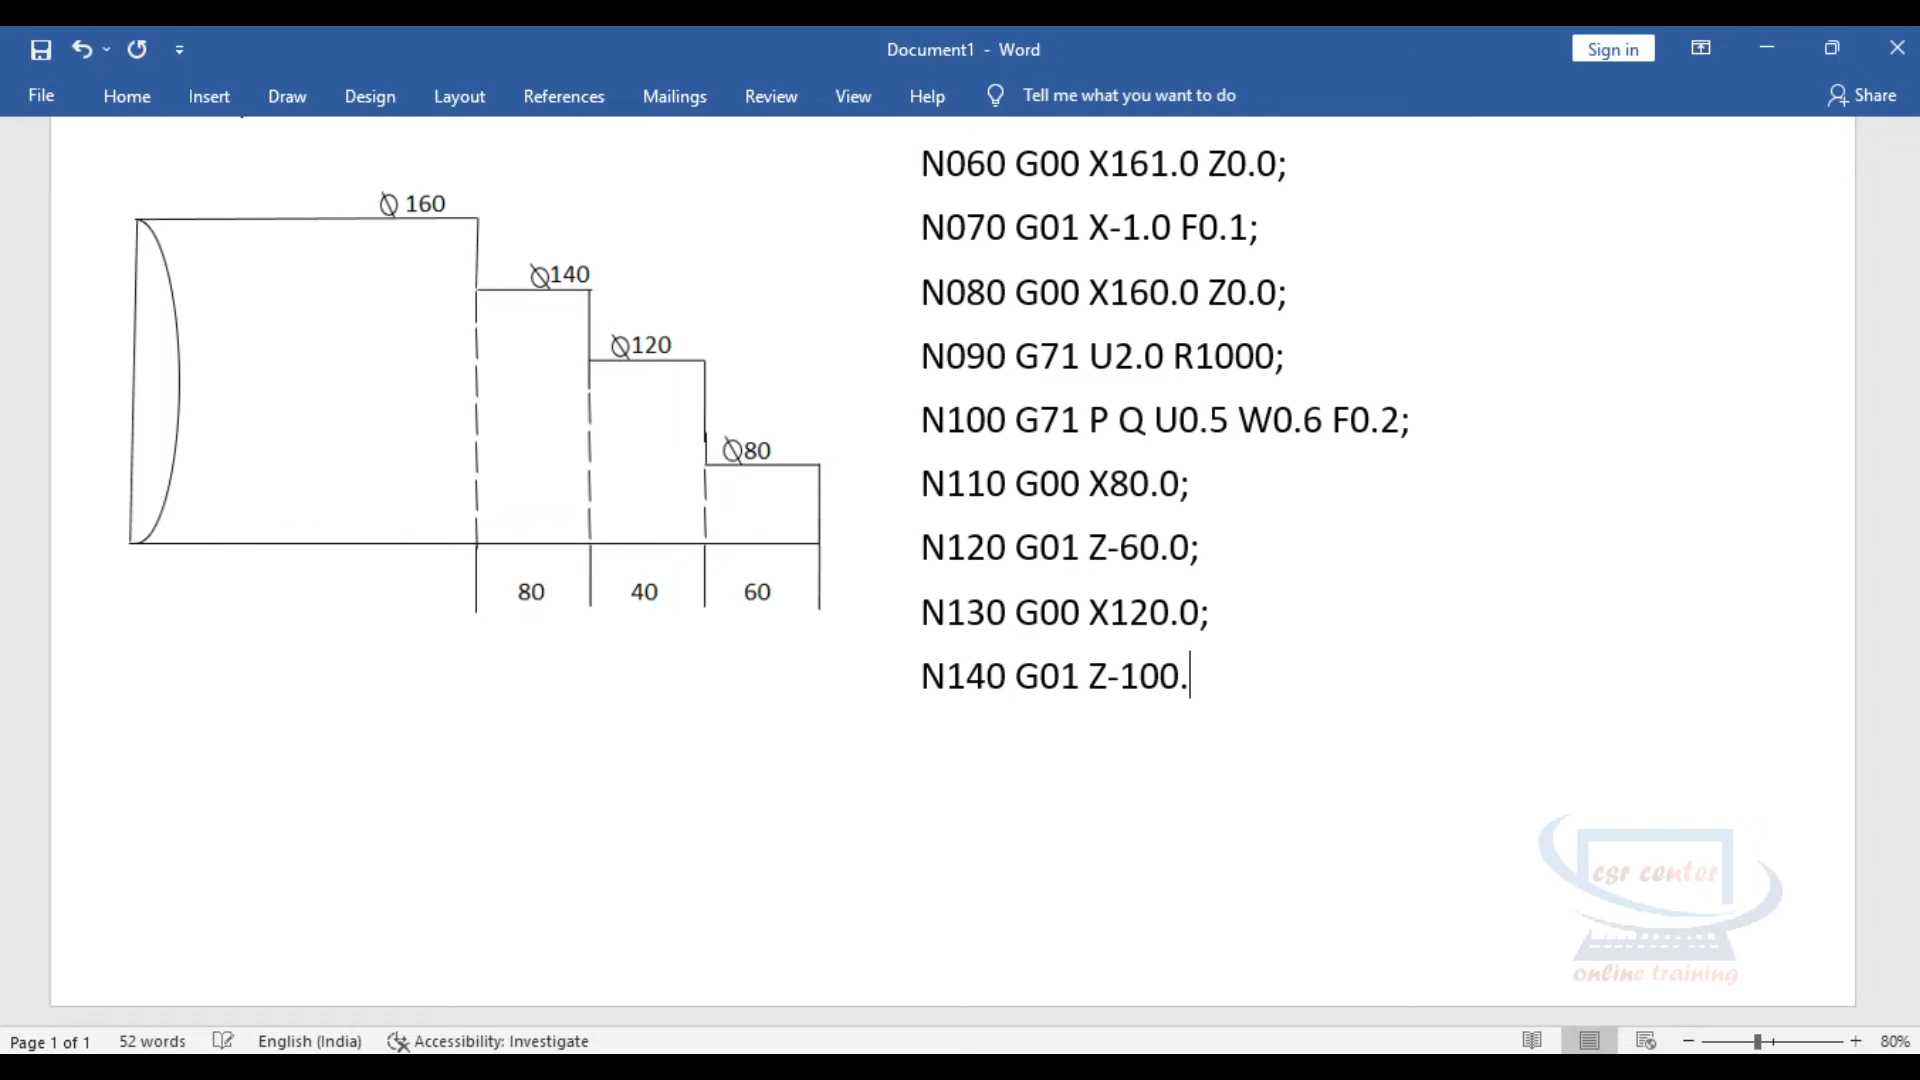 Document1 - Word
Sign in
File Home Insert Draw Design Layout References Mailings Review View Help Tell me what you want to do Share
N060 G00 X161.0 Z0.0;
N070 G01 X-1.0 F0.1;
N080 G00 X160.0 Z0.0;
N090 G71 U2.0 R1000;
N100 G71 P Q U0.5 W0.6 F0.2;
N110 G00 X80.0;
N120 G01 Z-60.0;
N130 G00 X120.0;
N140 G01 Z-100.
∅ 160
∅140
∅120
∅80
80 40 60
csr center
online training
Page 1 of 1 52 words English (India) Accessibility: Investigate 80%